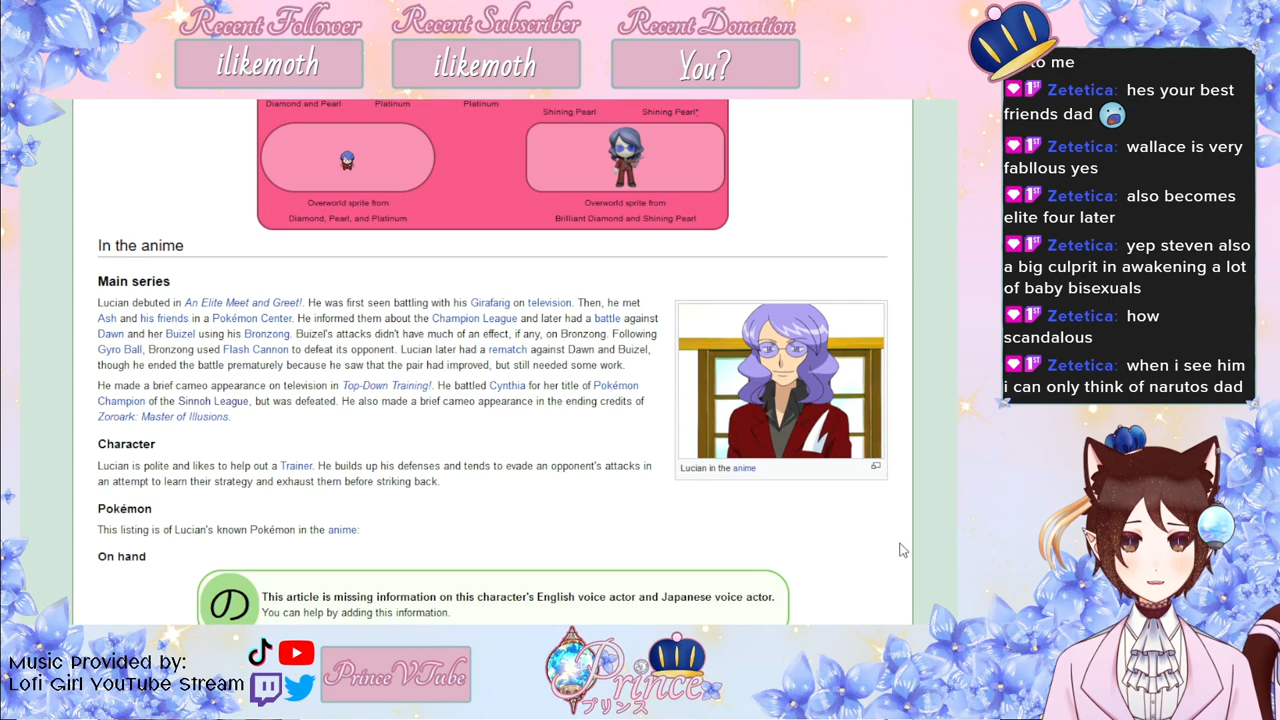 Recent Follower
ilikemoth
Recent Subscriber
ilikemoth
Recent Donation
You?
Diamond and Pearl
Platinum
Platinum
Shining Pearl
Shining Pearl*
Overworld sprite from
Diamond, Pearl, and Platinum
Overworld sprite from
Brilliant Diamond and Shining Pearl
In the anime
Main series
Lucian debuted in An Elite Meet and Greet!. He was first seen battling with his Girafarig on television. Then, he met
Ash and his friends in a Pokémon Center. He informed them about the Champion League and later had a battle against
Dawn and her Buizel using his Bronzong. Buizel's attacks didn't have much of an effect, if any, on Bronzong. Following
Gyro Ball, Bronzong used Flash Cannon to defeat its opponent. Lucian later had a rematch against Dawn and Buizel,
though he ended the battle prematurely because he saw that the pair had improved, but still needed some work.
He made a brief cameo appearance on television in Top-Down Training!. He battled Cynthia for her title of Pokémon
Champion of the Sinnoh League, but was defeated. He also made a brief cameo appearance in the ending credits of
Zoroark: Master of Illusions.
Lucian in the anime
Character
Lucian is polite and likes to help out a Trainer. He builds up his defenses and tends to evade an opponent's attacks in
an attempt to learn their strategy and exhaust them before striking back.
Pokémon
This listing is of Lucian's known Pokémon in the anime:
On hand
の
This article is missing information on this character's English voice actor and Japanese voice actor.
You can help by adding this information.
to me
1st Zetetica: hes your best
friends dad
1st Zetetica: wallace is very
fabllous yes
1st Zetetica: also becomes
elite four later
1st Zetetica: yep steven also
a big culprit in awakening a lot
of baby bisexuals
1st Zetetica: how
scandalous
1st Zetetica: when i see him
i can only think of narutos dad
Music Provided by:
Lofi Girl YouTube Stream
Prince VTube
Prince
プリンス